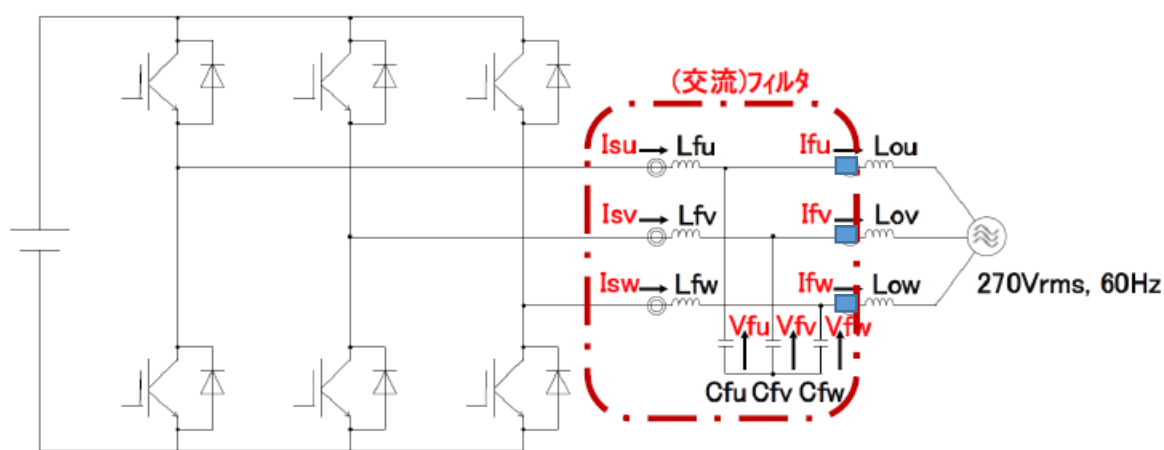 (交流)フィルタ
Isu Lfu Ifu Lou
Isv Lfv Ifv Lov
Isw Lfw Ifw Low
270Vrms, 60Hz
Vfu Vfv Vfw
Cfu Cfv Cfw